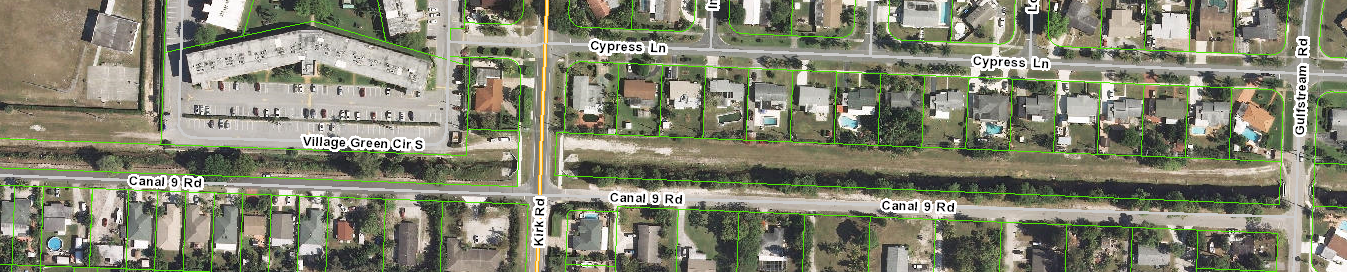 Cypress Ln
Cypress Ln
Gulfstream Rd
Village Green Cir S
Canal 9 Rd
Canal 9 Rd
Canal 9 Rd
Kirk Rd